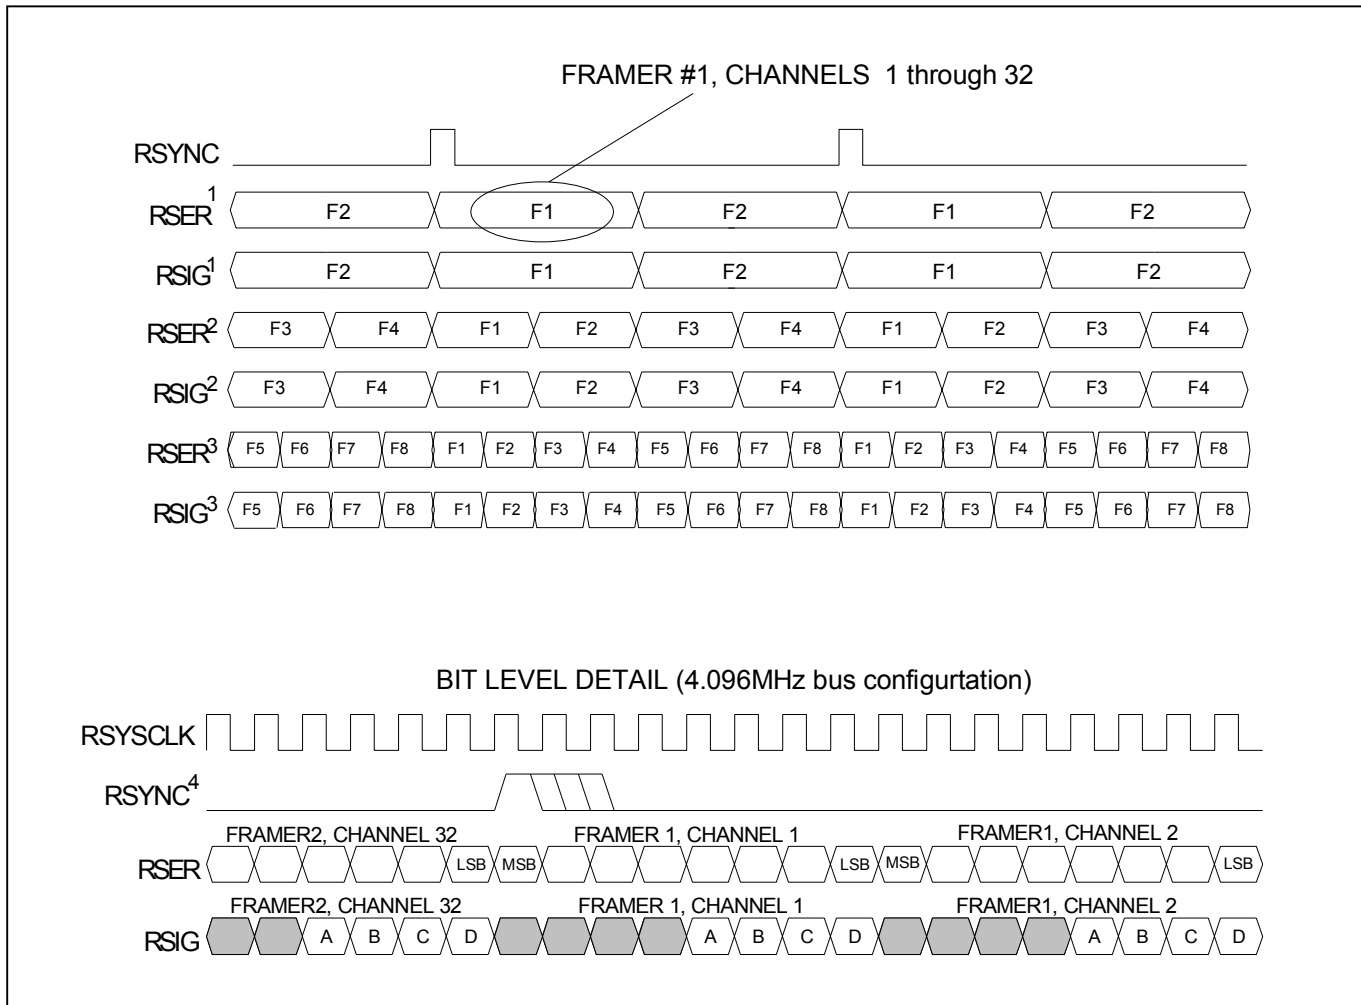 FRAMER #1, CHANNELS 1 through 32
RSYNC
RSER1 F2 F1 F2 F1 F2
RSIG1 F2 F1 F2 F1 F2
RSER2 F3 F4 F1 F2 F3 F4 F1 F2 F3 F4
RSIG2 F3 F4 F1 F2 F3 F4 F1 F2 F3 F4
RSER3 F5 F6 F7 F8 F1 F2 F3 F4 F5 F6 F7 F8 F1 F2 F3 F4 F5 F6 F7 F8
RSIG3 F5 F6 F7 F8 F1 F2 F3 F4 F5 F6 F7 F8 F1 F2 F3 F4 F5 F6 F7 F8
BIT LEVEL DETAIL (4.096MHz bus configurtation)
RSYSCLK
RSYNC4
FRAMER2, CHANNEL 32 FRAMER 1, CHANNEL 1 FRAMER1, CHANNEL 2
RSER LSB MSB LSB MSB LSB
FRAMER2, CHANNEL 32 FRAMER 1, CHANNEL 1 FRAMER1, CHANNEL 2
RSIG A B C D A B C D A B C D